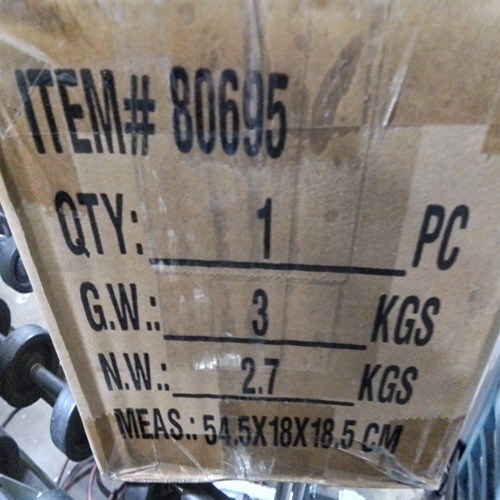 ITEM# 80695
QTY: 1 PC
G.W.: 3 KGS
N.W.: 2.7 KGS
MEAS.: 54.5X18X18.5 CM